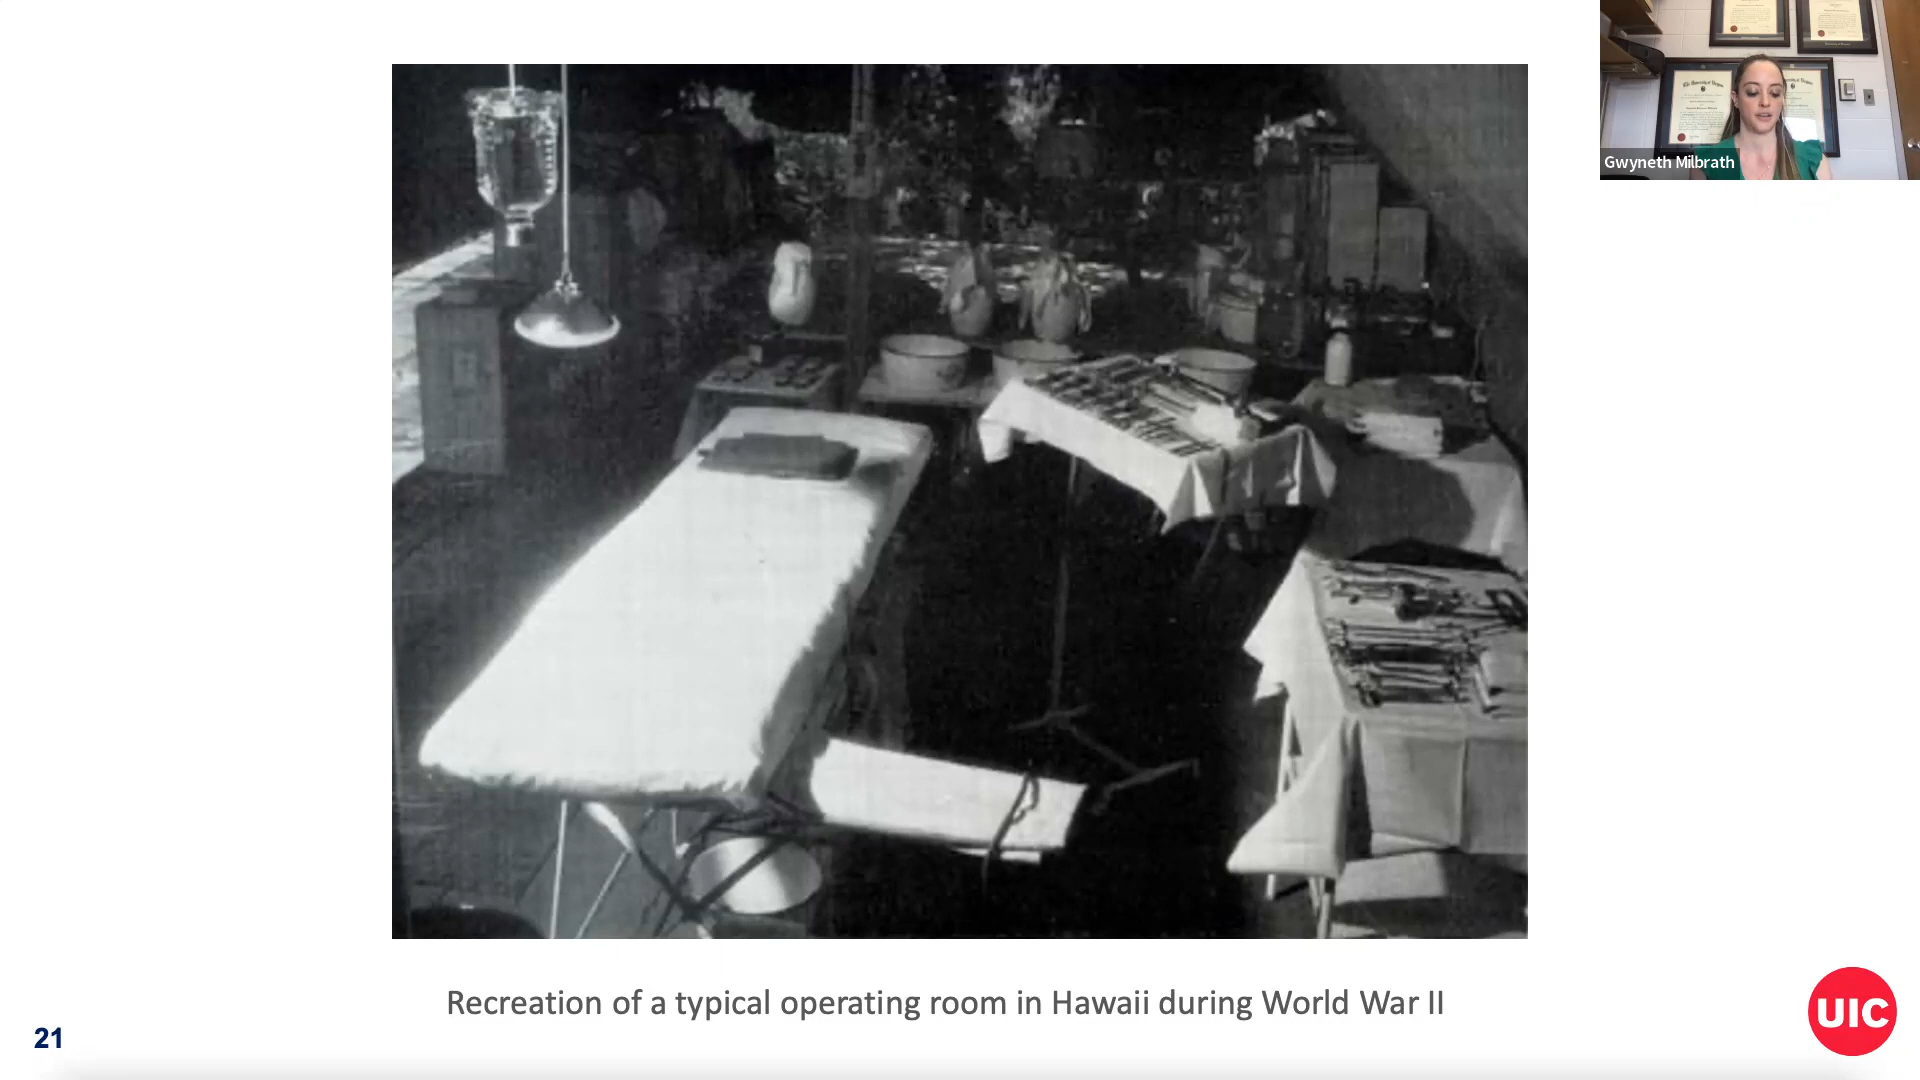 Gwyneth Milbrath
Recreation of a typical operating room in Hawaii during World War II
21
UIC